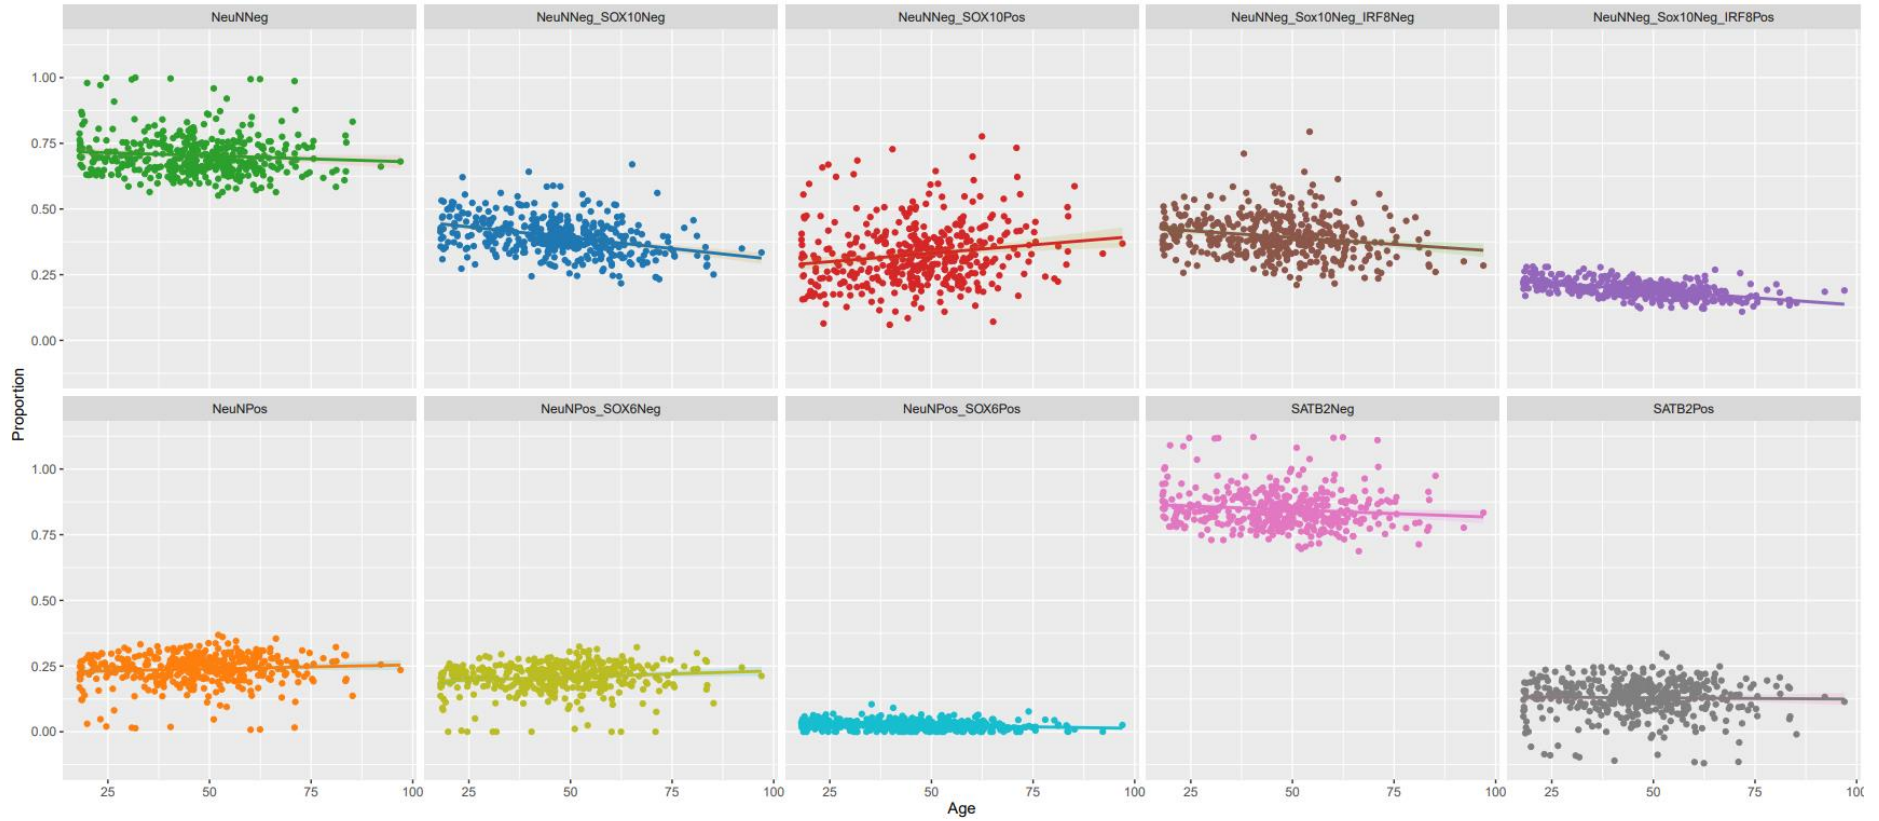 NeuNNeg NeuNNeg_SOX10Neg NeuNNeg_SOX10Pos NeuNNeg_Sox10Neg_IRF8Neg NeuNNeg_Sox10Neg_IRF8Pos
1.00
0.75
0.50
0.25
0.00
Proportion
NeuNPos NeuNPos_SOX6Neg NeuNPos_SOX6Pos SATB2Neg SATB2Pos
1.00
0.75
0.50
0.25
0.00
25 50 75 100 25 50 75 100 25 50 75 100 25 50 75 100 25 50 75 100
Age